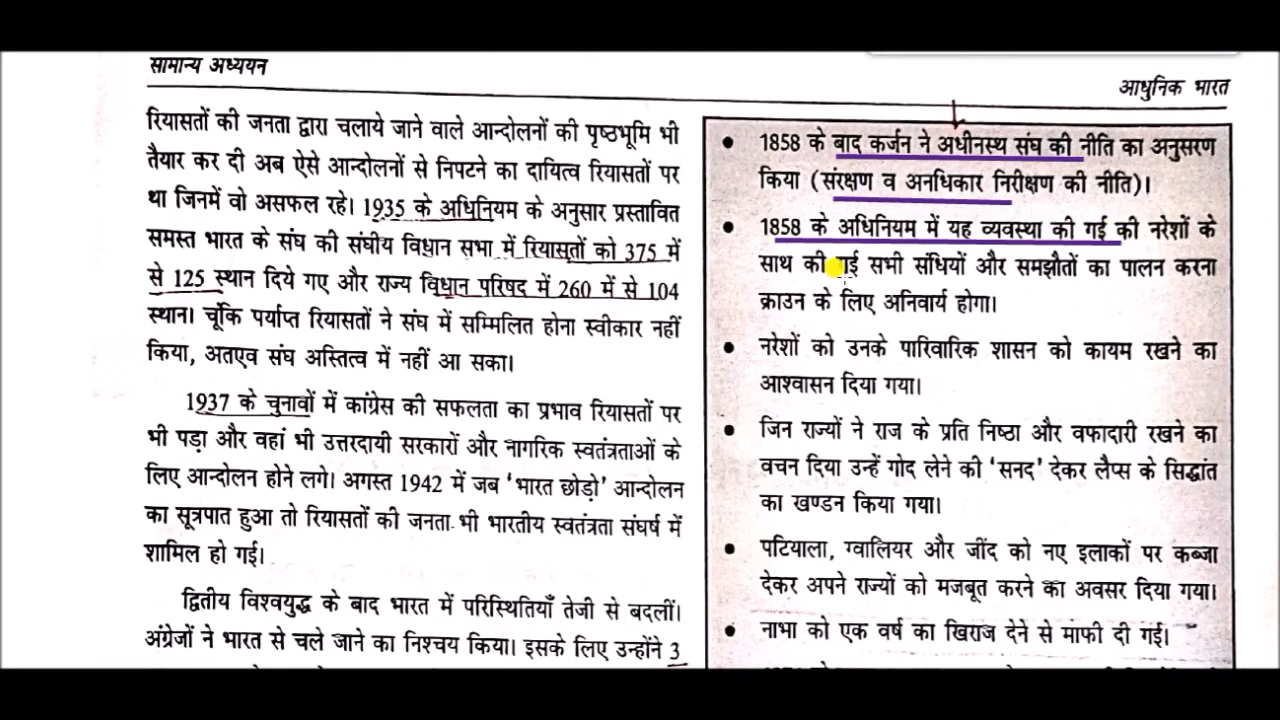 सामान्य अध्ययन
आधुनिक भारत
रियासतों की जनता द्वारा चलाये जाने वाले आन्दोलनों की पृष्ठभूमि भी
तैयार कर दी अब ऐसे आन्दोलनों से निपटने का दायित्व रियासतों पर
था जिनमें वो असफल रहे। 1935 के अधिनियम के अनुसार प्रस्तावित
समस्त भारत के संघ की संघीय विधान सभा में रियासतों को 375 में
से 125 स्थान दिये गए और राज्य विधान परिषद में 260 में से 104
स्थान। चूंकि पर्याप्त रियासतों ने संघ में सम्मिलित होना स्वीकार नहीं
किया, अतएव संघ अस्तित्व में नहीं आ सका।
1937 के चुनावों में कांग्रेस की सफलता का प्रभाव रियासतों पर
भी पड़ा और वहां भी उत्तरदायी सरकारों और नागरिक स्वतंत्रताओं के
लिए आन्दोलन होने लगे। अगस्त 1942 में जब 'भारत छोड़ो' आन्दोलन
का सूत्रपात हुआ तो रियासतों की जनता भी भारतीय स्वतंत्रता संघर्ष में
शामिल हो गई।
द्वितीय विश्वयुद्ध के बाद भारत में परिस्थितियाँ तेजी से बदलीं।
अंग्रेजों ने भारत से चले जाने का निश्चय किया। इसके लिए उन्होंने 3
• 1858 के बाद कर्जन ने अधीनस्थ संघ की नीति का अनुसरण
किया (संरक्षण व अनधिकार निरीक्षण की नीति)।
• 1858 के अधिनियम में यह व्यवस्था की गई की नरेशों के
साथ की गई सभी संधियों और समझौतों का पालन करना
क्राउन के लिए अनिवार्य होगा।
• नरेशों को उनके पारिवारिक शासन को कायम रखने का
आश्वासन दिया गया।
• जिन राज्यों ने राज के प्रति निष्ठा और वफादारी रखने का
वचन दिया उन्हें गोद लेने की 'सनद' देकर लैप्स के सिद्धांत
का खण्डन किया गया।
• पटियाला, ग्वालियर और जींद को नए इलाकों पर कब्जा
देकर अपने राज्यों को मजबूत करने का अवसर दिया गया।
• नाभा को एक वर्ष का खिराज देने से माफी दी गई।